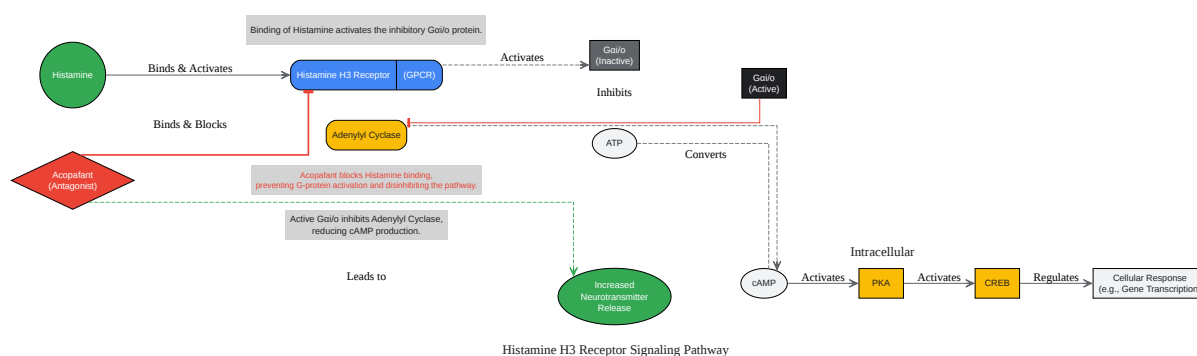 Binding of Histamine activates the inhibitory Gαi/o protein.
Histamine
Binds & Activates
Histamine H3 Receptor
(GPCR)
Activates
Gαi/o
(Inactive)
Inhibits
Gαi/o
(Active)
Binds & Blocks
Adenylyl Cyclase
ATP
Converts
Acopafant
(Antagonist)
Acopafant blocks Histamine binding,
preventing G-protein activation and disinhibiting the pathway.
Active Gαi/o inhibits Adenylyl Cyclase,
reducing cAMP production.
Leads to
Increased
Neurotransmitter
Release
Intracellular
cAMP
Activates
PKA
Activates
CREB
Regulates
Cellular Response
(e.g., Gene Transcription)
Histamine H3 Receptor Signaling Pathway